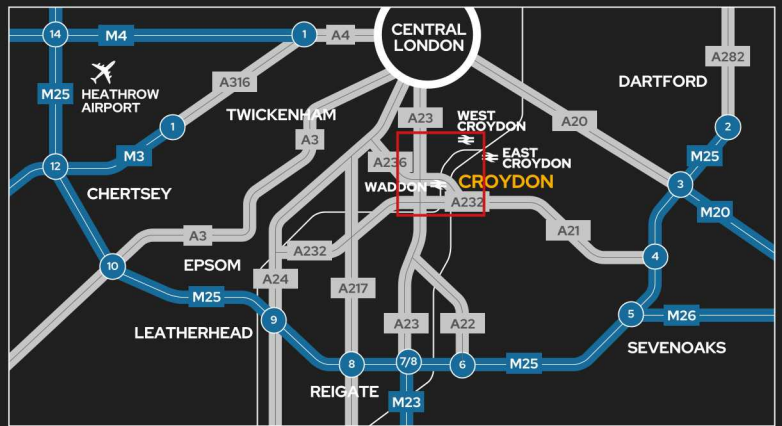 CENTRAL
LONDON
14
M4
1
A4
A282
DARTFORD
HEATHROW
AIRPORT
M25
A316
TWICKENHAM
A23
WEST
CROYDON
A20
1
2
A3
M3
12
A236
EAST
CROYDON
M25
CHERTSEY
WADDON
CROYDON
3
A232
M20
A3
A21
A232
4
EPSOM
10
A24
A217
M25
9
A23
A22
5
M26
LEATHERHEAD
SEVENOAKS
8
7/8
6
M25
REIGATE
M23